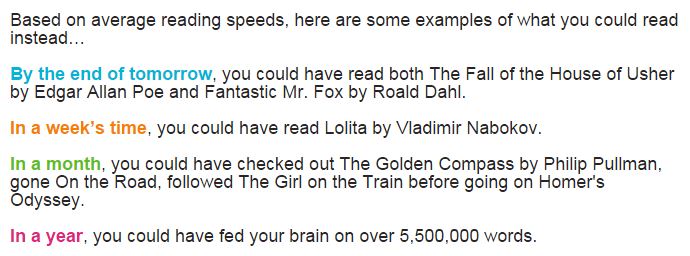 Based on average reading speeds, here are some examples of what you could read
instead…
By the end of tomorrow, you could have read both The Fall of the House of Usher
by Edgar Allan Poe and Fantastic Mr. Fox by Roald Dahl.
In a week’s time, you could have read Lolita by Vladimir Nabokov.
In a month, you could have checked out The Golden Compass by Philip Pullman,
gone On the Road, followed The Girl on the Train before going on Homer's
Odyssey.
In a year, you could have fed your brain on over 5,500,000 words.